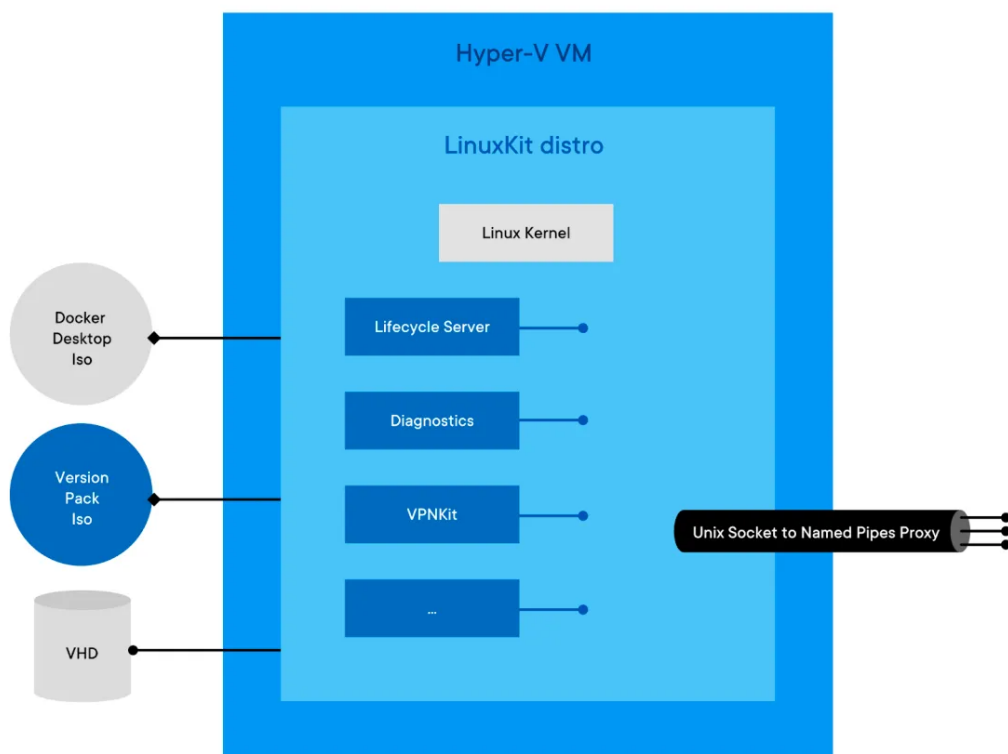 Hyper-V VM
LinuxKit distro
Linux Kernel
Docker
Desktop
Iso
Lifecycle Server
Diagnostics
Version
Pack
Iso
VPNKit
Unix Socket to Named Pipes Proxy
...
VHD